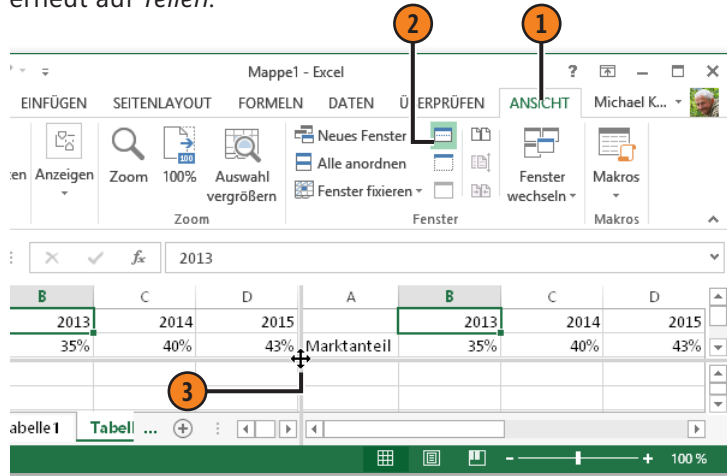 erneut auf Teilen.
2 1
Mappe1 - Excel ?
EINFÜGEN SEITENLAYOUT FORMELN DATEN ÜBERPRÜFEN ANSICHT Michael K...
Neues Fenster
Alle anordnen
Fenster fixieren
100
en Anzeigen Zoom 100% Auswahl vergrößern Fenster wechseln Makros
Zoom Fenster Makros
fx 2013
B C D A B C D
2013 2014 2015 2013 2014 2015
35% 40% 43% Marktanteil 35% 40% 43%
3
abelle1 Tabell ...
100 %